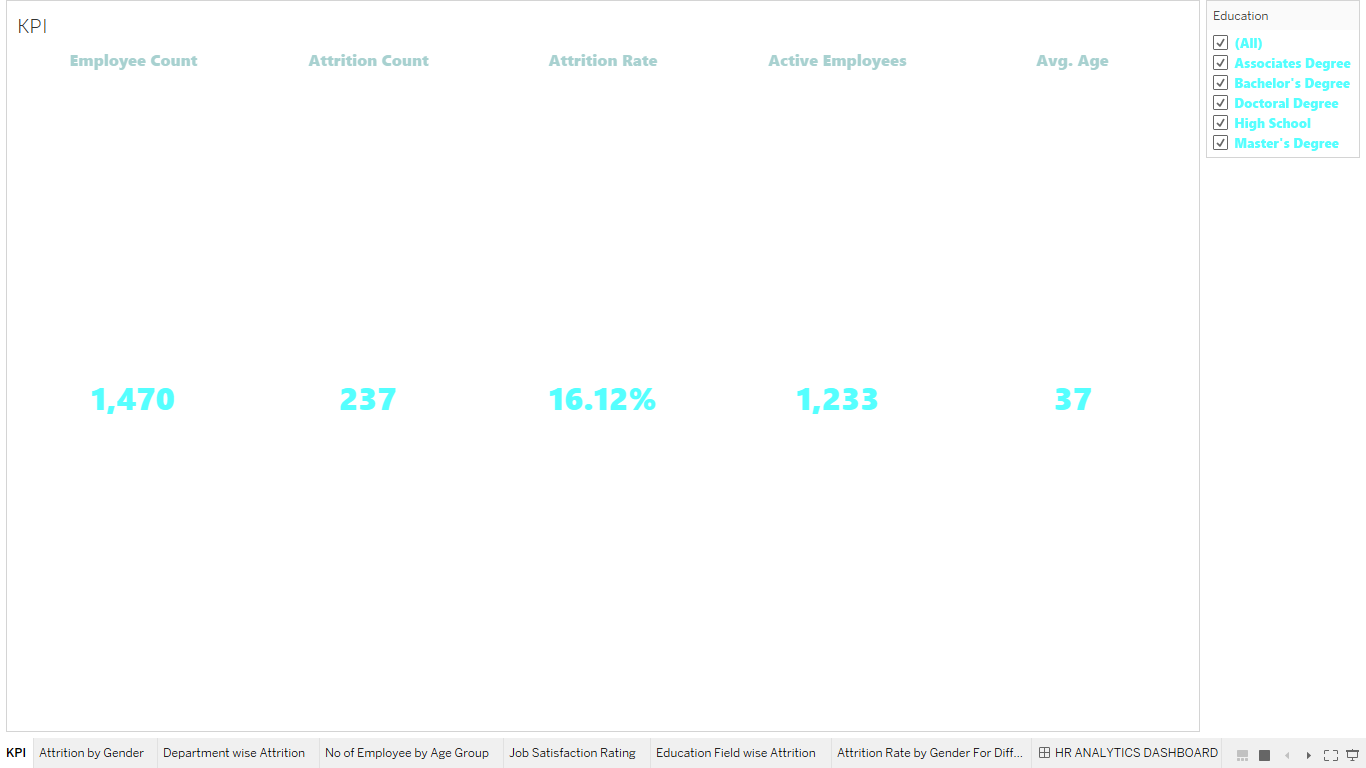 KPI
Employee Count Attrition Count Attrition Rate Active Employees Avg. Age
1,470 237 16.12% 1,233 37
Education
(All)
Associates Degree
Bachelor's Degree
Doctoral Degree
High School
Master's Degree
KPI Attrition by Gender Department wise Attrition No of Employee by Age Group Job Satisfaction Rating Education Field wise Attrition Attrition Rate by Gender For Diff... HR ANALYTICS DASHBOARD